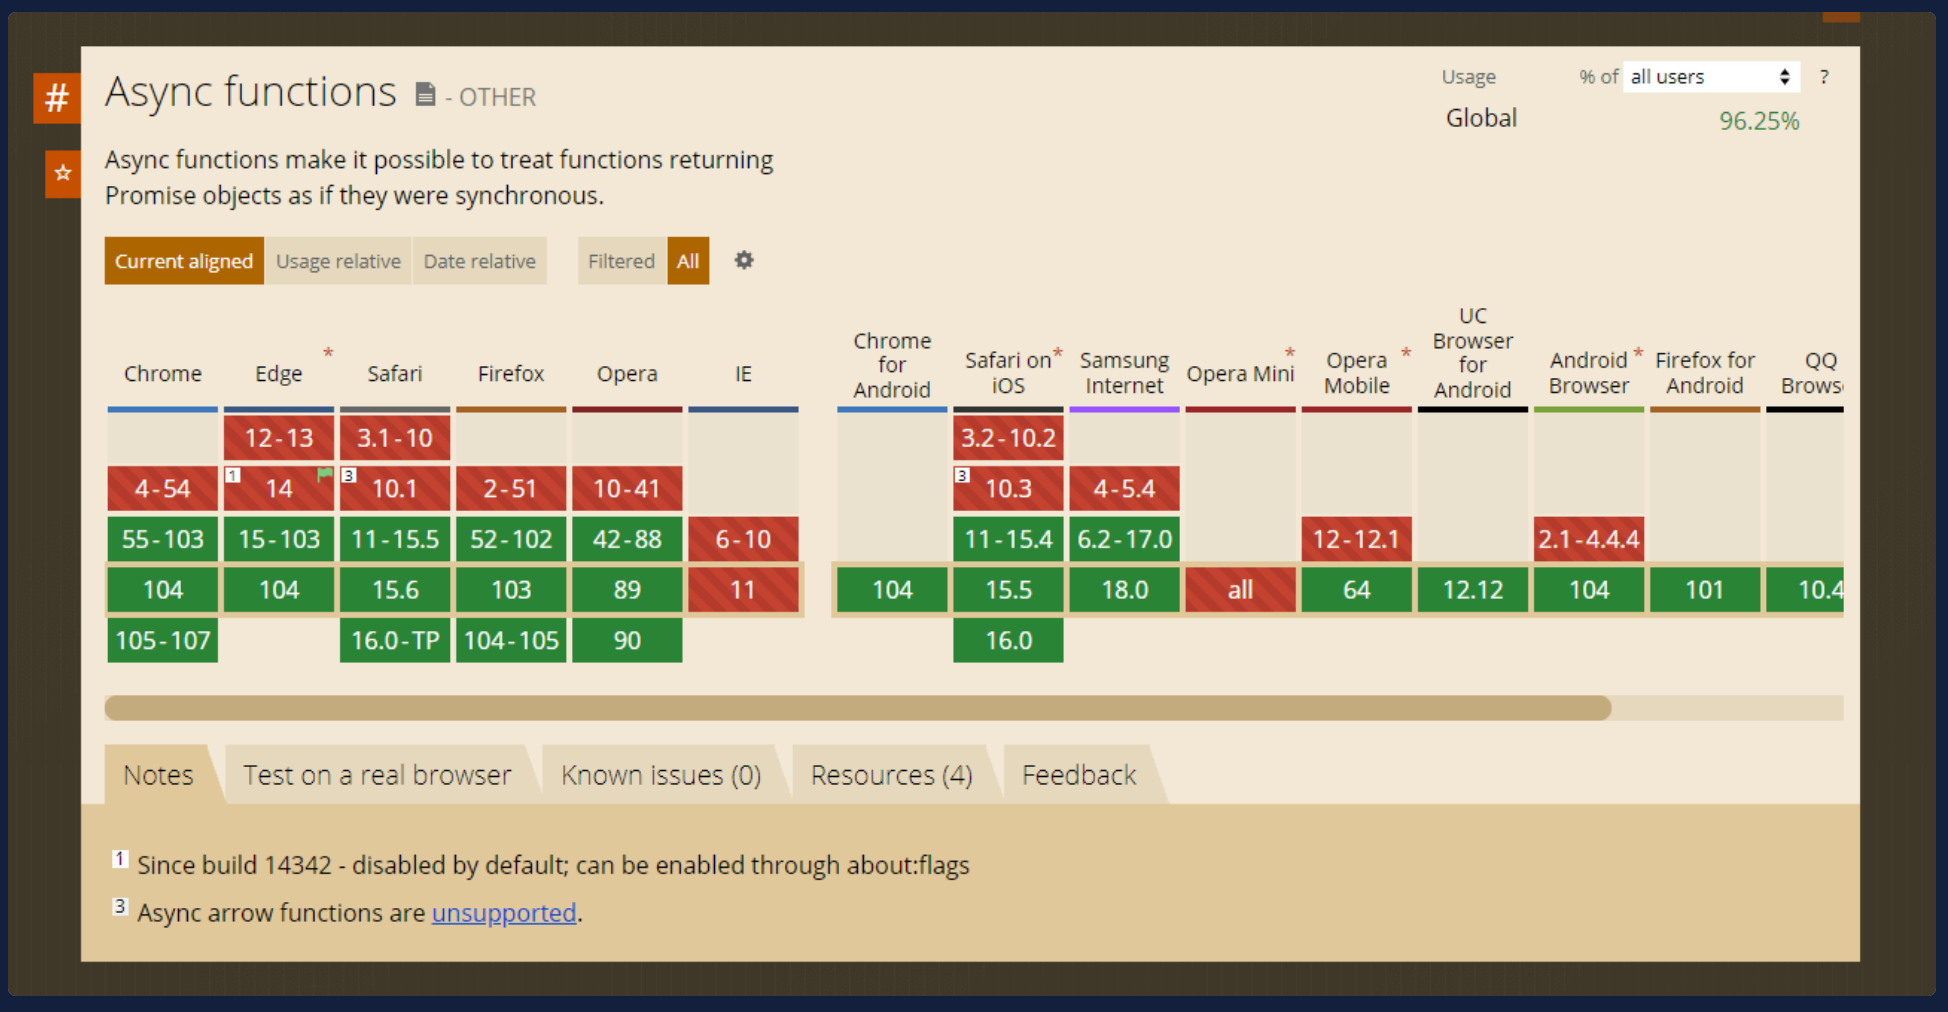 #
Async functions - OTHER
Usage % of all users ?
Global 96.25%
☆
Async functions make it possible to treat functions returning
Promise objects as if they were synchronous.
Current aligned Usage relative Date relative Filtered All
Chrome Edge * Safari Firefox Opera IE
Chrome for Android
Safari on iOS *
Samsung Internet
Opera Mini *
Opera Mobile *
UC Browser for Android
Android Browser *
Firefox for Android
QQ Brows
12-13 3.1-10 3.2-10.2
4-54 1 14 3 10.1 2-51 10-41 3 10.3 4-5.4
55-103 15-103 11-15.5 52-102 42-88 6-10 11-15.4 6.2-17.0 12-12.1 2.1-4.4.4
104 104 15.6 103 89 11 104 15.5 18.0 all 64 12.12 104 101 10.4
105-107 16.0-TP 104-105 90 16.0
Notes Test on a real browser Known issues (0) Resources (4) Feedback
1 Since build 14342 - disabled by default; can be enabled through about:flags
3 Async arrow functions are unsupported.